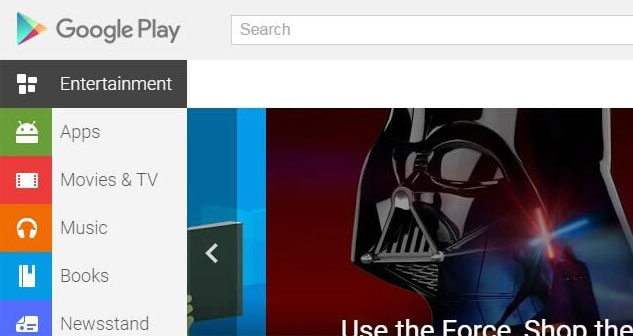 Google Play
Search
Entertainment
Apps
Movies & TV
Music
Books
Newsstand
Use the Force. Shop the